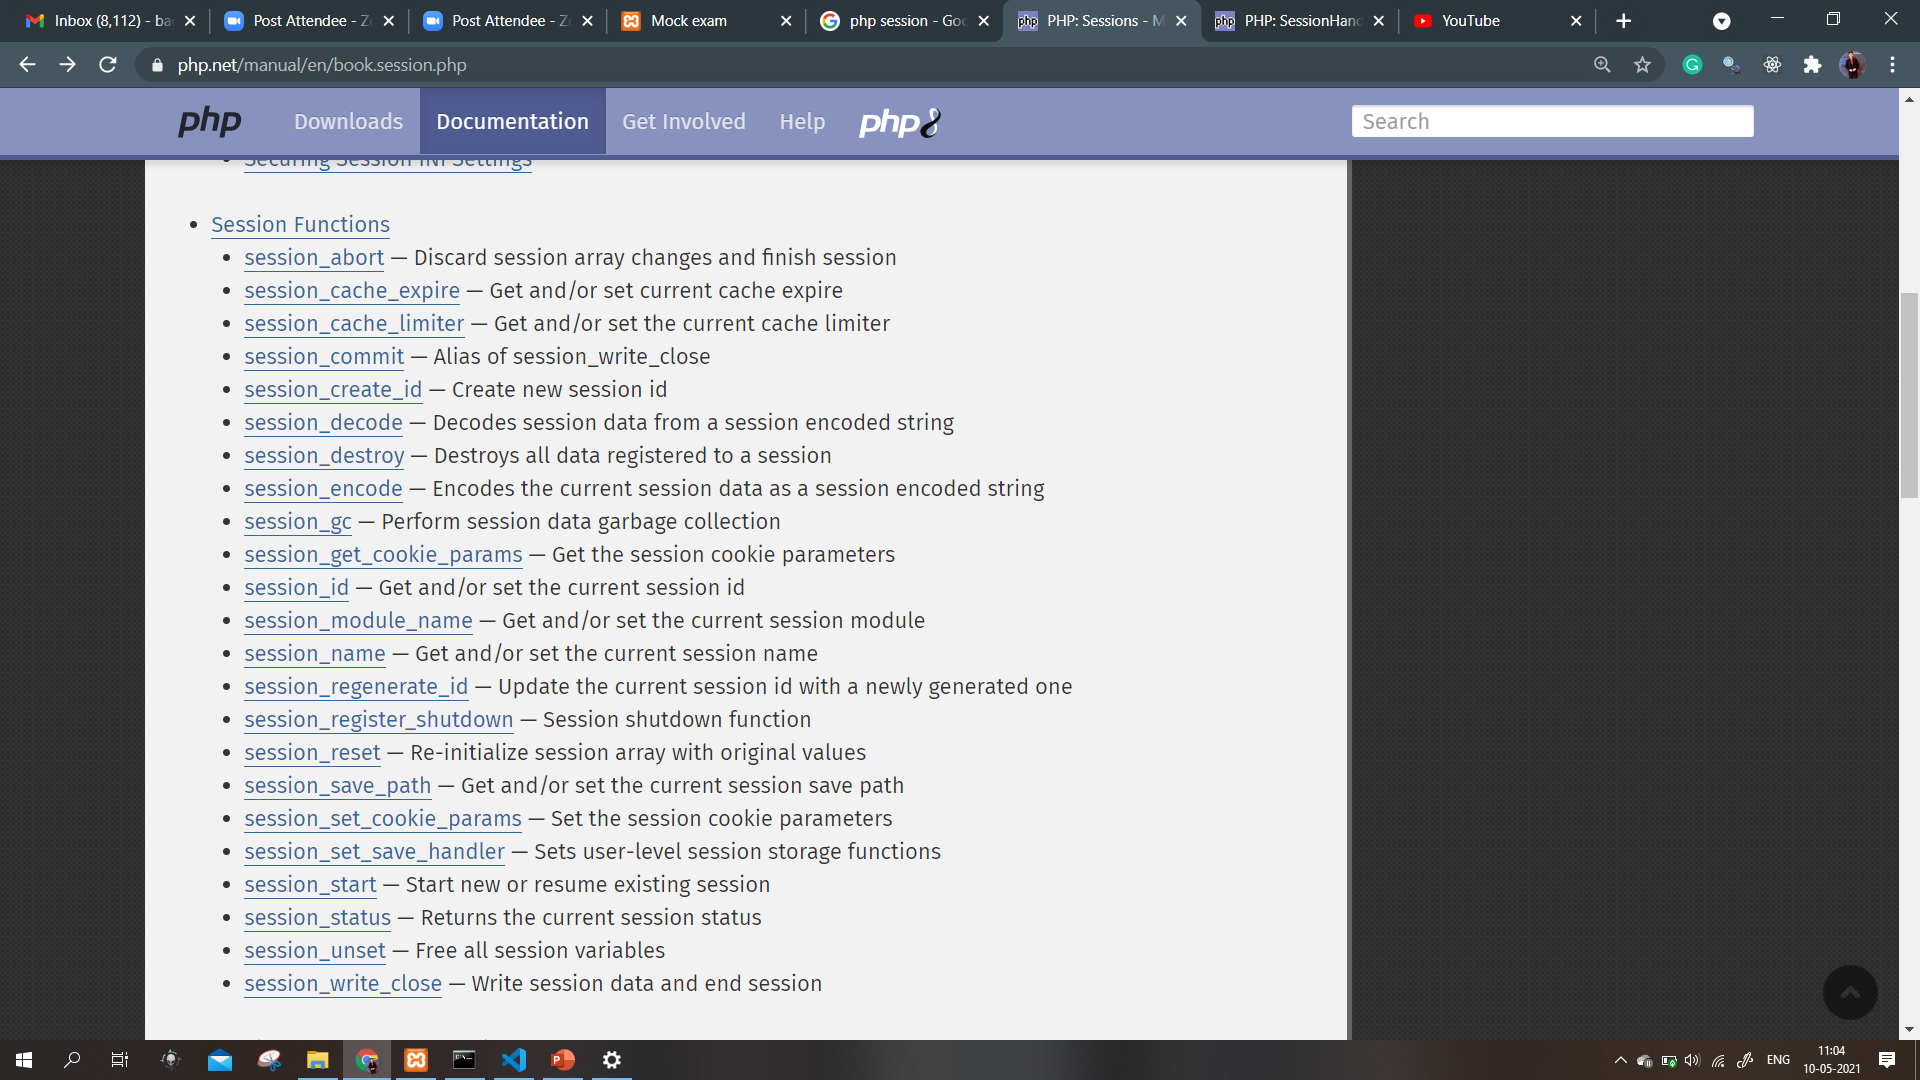 Inbox (8,112) - ba
Post Attendee - Z
Post Attendee - Z
Mock exam
php session - Goo
PHP: Sessions - M
PHP: SessionHand
YouTube
php.net/manual/en/book.session.php
php
Downloads
Documentation
Get Involved
Help
php8
Search
Securing Session INI Settings
Session Functions
session_abort — Discard session array changes and finish session
session_cache_expire — Get and/or set current cache expire
session_cache_limiter — Get and/or set the current cache limiter
session_commit — Alias of session_write_close
session_create_id — Create new session id
session_decode — Decodes session data from a session encoded string
session_destroy — Destroys all data registered to a session
session_encode — Encodes the current session data as a session encoded string
session_gc — Perform session data garbage collection
session_get_cookie_params — Get the session cookie parameters
session_id — Get and/or set the current session id
session_module_name — Get and/or set the current session module
session_name — Get and/or set the current session name
session_regenerate_id — Update the current session id with a newly generated one
session_register_shutdown — Session shutdown function
session_reset — Re-initialize session array with original values
session_save_path — Get and/or set the current session save path
session_set_cookie_params — Set the session cookie parameters
session_set_save_handler — Sets user-level session storage functions
session_start — Start new or resume existing session
session_status — Returns the current session status
session_unset — Free all session variables
session_write_close — Write session data and end session
ENG
11:04
10-05-2021